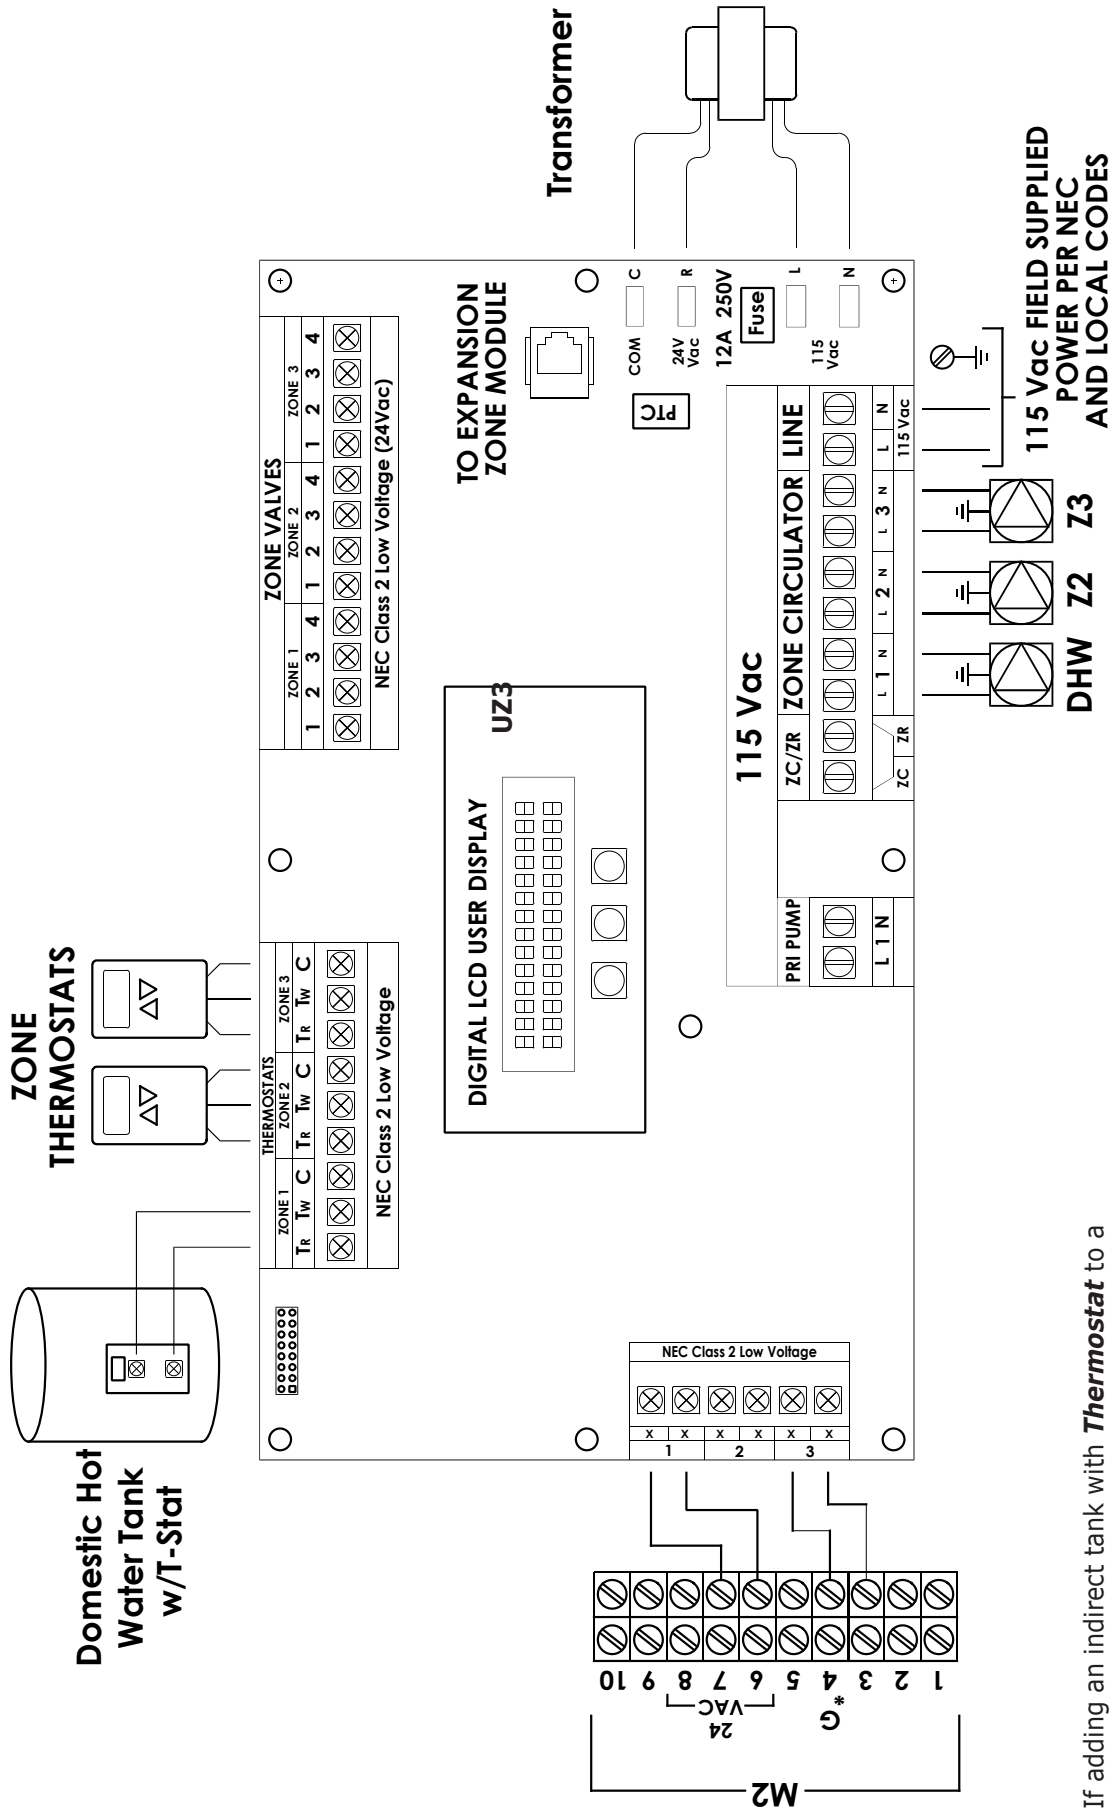 Transformer
ZONE VALVES
ZONE 1
ZONE 2
ZONE 3
1 2 3 4 1 2 3 4 1 2 3 4
NEC Class 2 Low Voltage (24Vac)
TO EXPANSION
ZONE MODULE
COM
C
24V
Vac
R
12A 250V
Fuse
L
115
Vac
N
PTC
115 Vac FIELD SUPPLIED
POWER PER NEC
AND LOCAL CODES
ZONE
THERMOSTATS
THERMOSTATS
ZONE 1
ZONE 2
ZONE 3
TR TW C TR TW C TR TW C
NEC Class 2 Low Voltage
DIGITAL LCD USER DISPLAY
UZ3
115 Vac
PRI PUMP
ZC/ZR
ZONE CIRCULATOR
LINE
L 1 N
ZC
ZR
L 1 N
L 2 N
L 3 N
L N
115 Vac
DHW
Z2
Z3
Domestic Hot
Water Tank
w/T-Stat
NEC Class 2 Low Voltage
X X X X X X
1 2 3
10 9 8 7 6 5 4 3 2 1
24
VAC
*G
M2
If adding an indirect tank with Thermostat to a